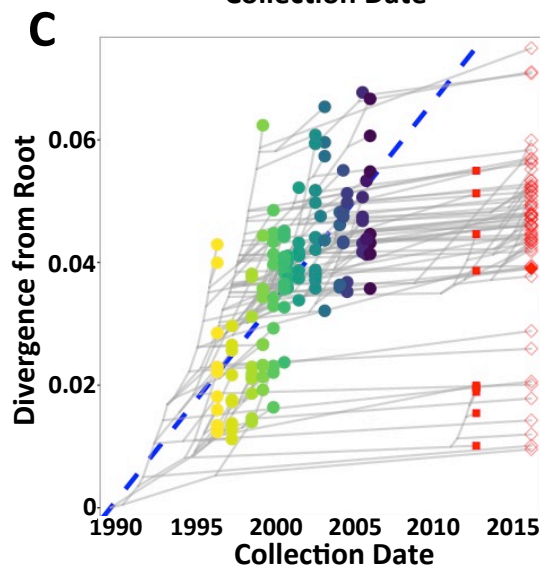 Collection Date
C
Divergence from Root
0.06
0.04
0.02
0
1990 1995 2000 2005 2010 2015
Collection Date